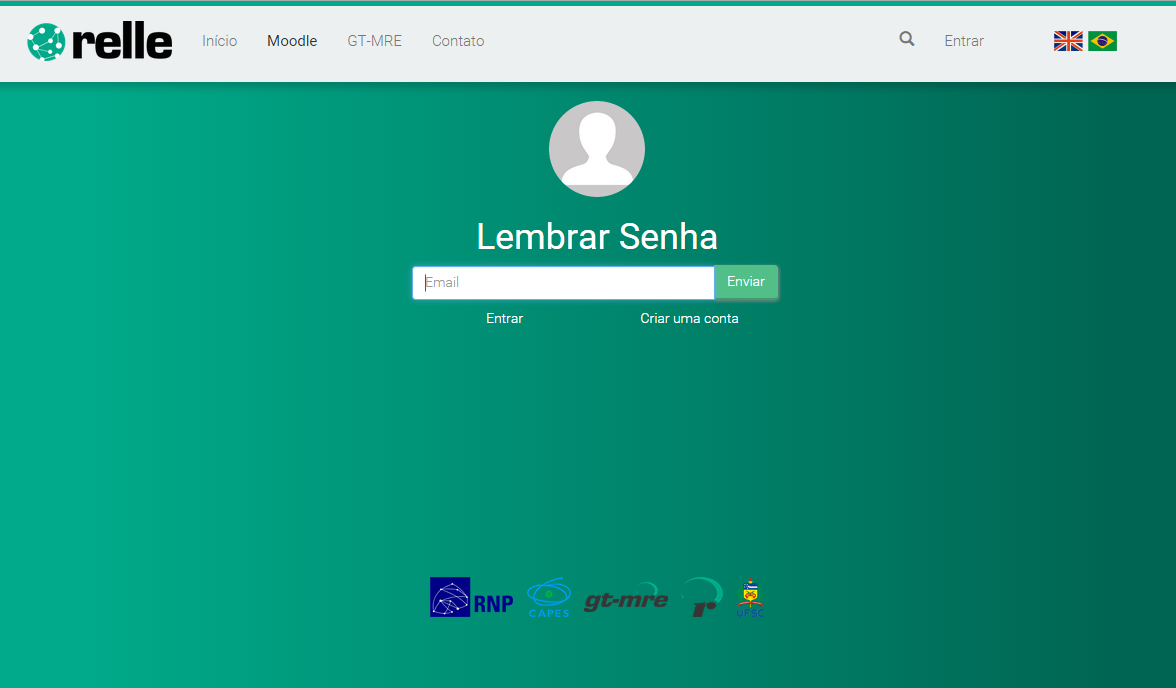 relle Início Moodle GT-MRE Contato Entrar
Lembrar Senha
Email Enviar
Entrar Criar uma conta
RNP CAPES gt-mre r UFSC